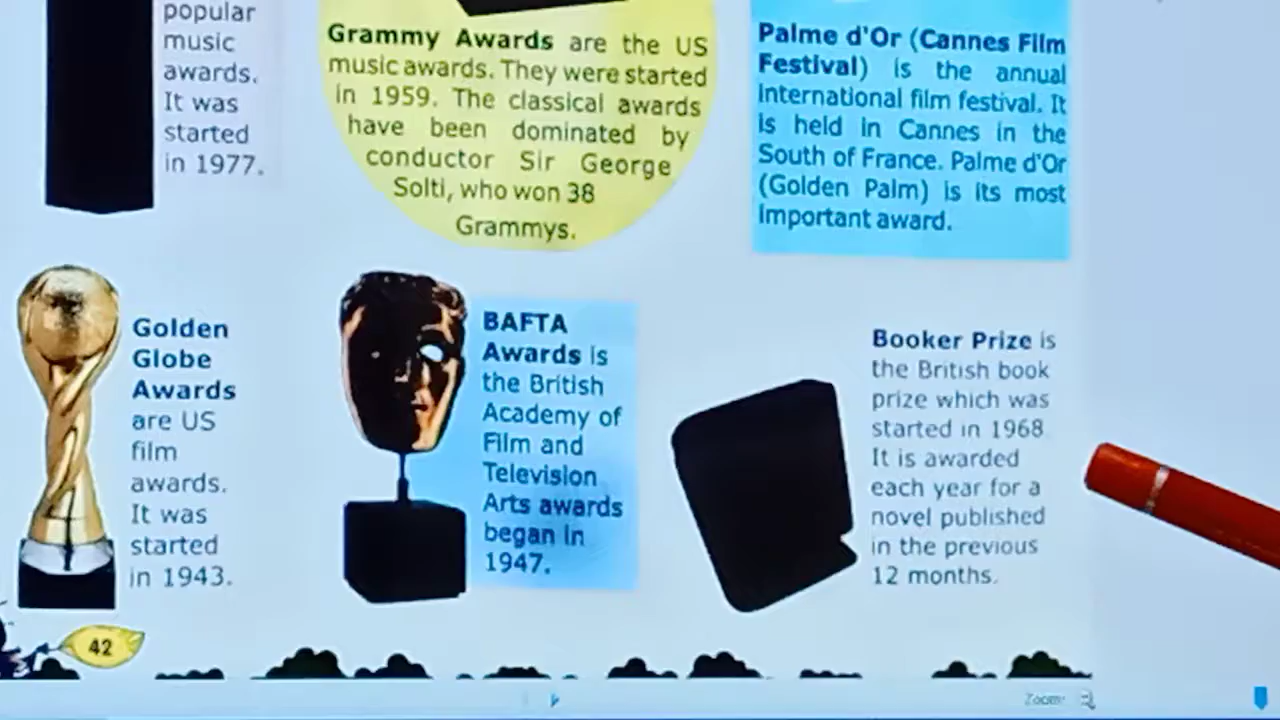 popular
music
awards.
It was
started
in 1977.
Grammy Awards are the US
music awards. They were started
in 1959. The classical awards
have been dominated by
conductor Sir George
Solti, who won 38
Grammys.
Palme d'Or (Cannes Film
Festival) is the annual
international film festival. It
is held in Cannes in the
South of France. Palme d'Or
(Golden Palm) is its most
important award.
Golden
Globe
Awards
are US
film
awards.
It was
started
in 1943.
BAFTA
Awards is
the British
Academy of
Film and
Television
Arts awards
began in
1947.
Booker Prize is
the British book
prize which was
started in 1968
It is awarded
each year for a
novel published
in the previous
12 months.
42
Zoom: